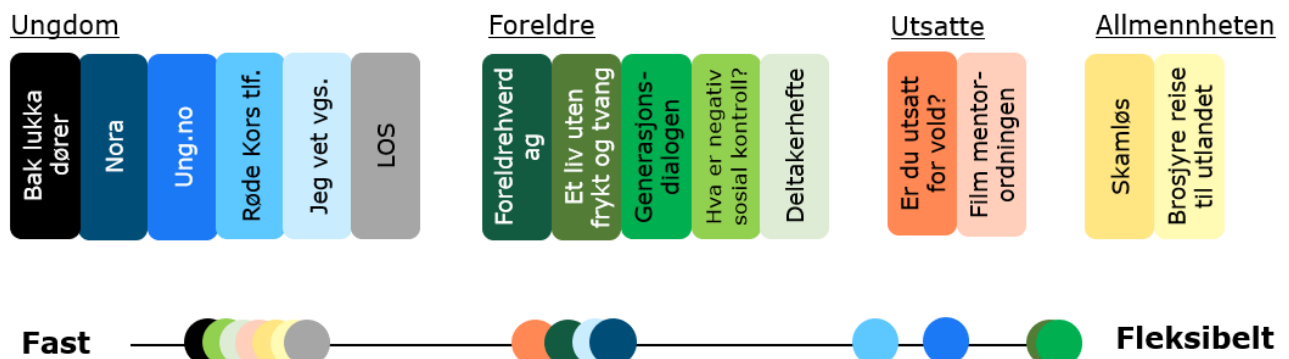 Ungdom
Foreldre
Utsatte
Allmennheten
Bak lukka
dører
Nora
Ung.no
Røde Kors tlf.
Jeg vet vgs.
LOS
Foreldrehverd
ag
Et liv uten
frykt og tvang
Generasjons-
dialogen
Hva er negativ
sosial kontroll?
Deltakerhefte
Er du utsatt
for vold?
Film mentor-
ordningen
Skamløs
Brosjyre reise
til utlandet
Fast
Fleksibelt